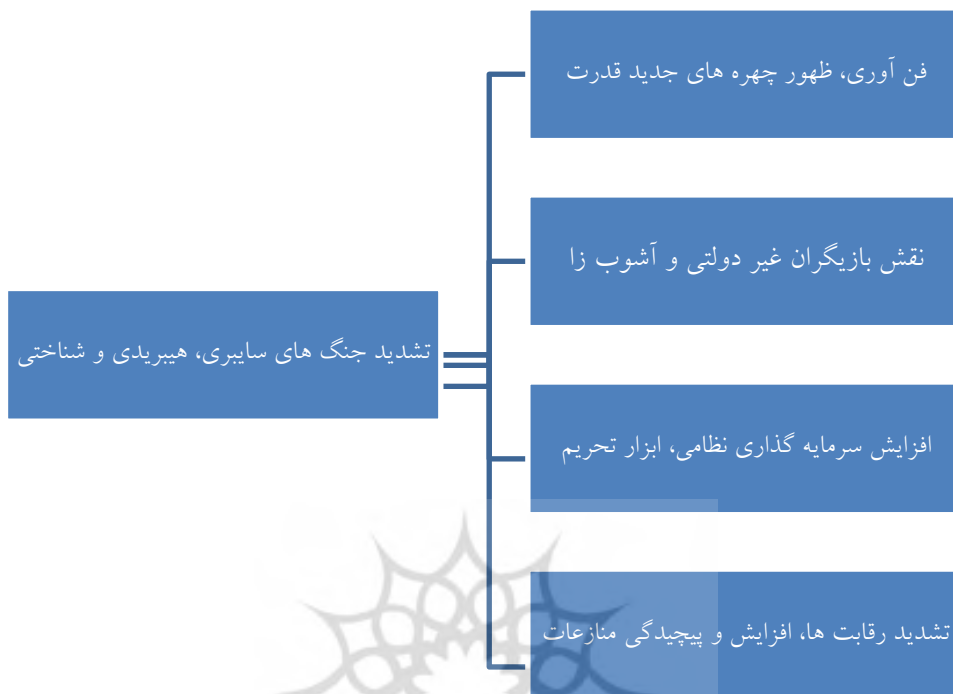 فن آوری، ظهور چهره های جدید قدرت
نقش بازیگران غیر دولتی و آشوب زا
تشدید جنگ های سایبری، هیبریدی و شناختی
افزایش سرمایه گذاری نظامی، ابزار تحریم
تشدید رقابت ها، افزایش و پیچیدگی منازعات